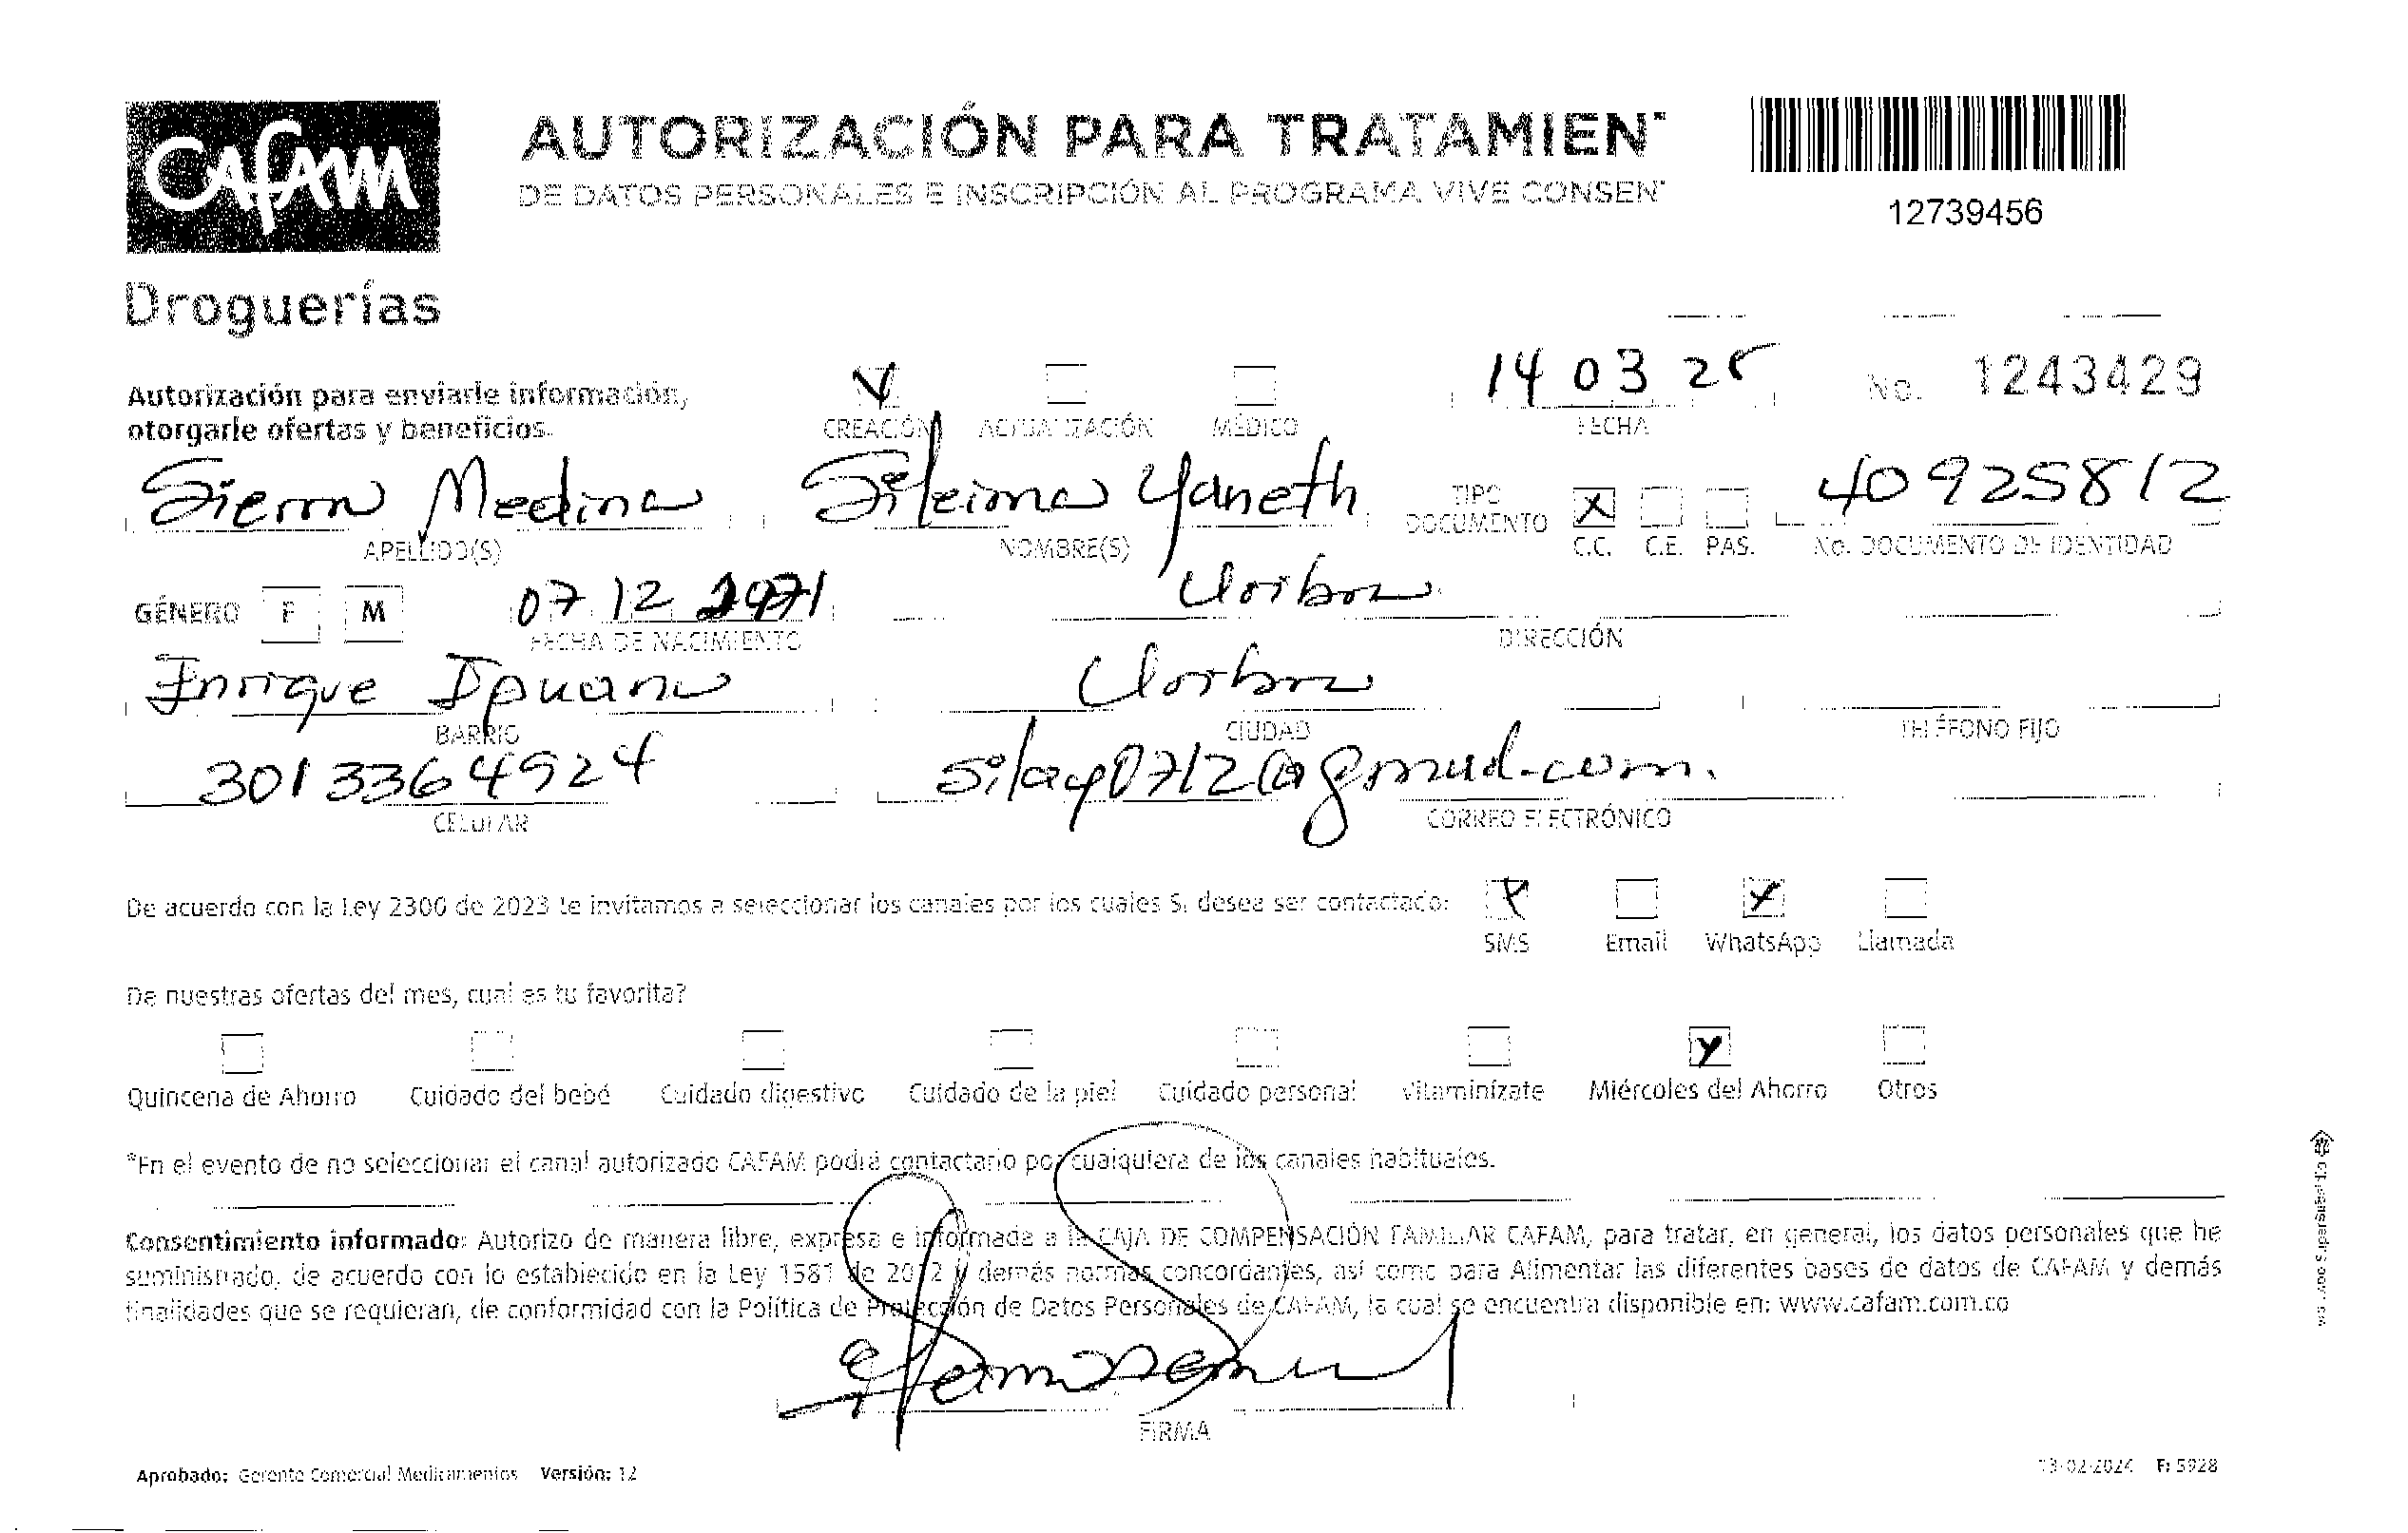 CAFAM
AUTORIZACIÓN PARA TRATAMIEN
DE DATOS PERSONALES E INSCRIPCIÓN AL PROGRAMA VIVE CONSEN
12739456
Droguerías
Autorización para enviarle información,
otorgarle ofertas y beneficios.
CREACIÓN ACTUALIZACIÓN MÉDICO
14 03 25
FECHA
No. 1243429
Sierra Medina Sileima Yaneth
TIPO DOCUMENTO X C.C. C.E. PAS.
40925812
APELLIDO(S) NOMBRE(S) No. DOCUMENTO DE IDENTIDAD
GÉNERO F M 07 12 1971 Uribia
FECHA DE NACIMIENTO DIRECCIÓN
Enrique Ipuana Uribia
BARRIO CIUDAD TELÉFONO FIJO
3013364924 silay0712@gmail.com.
CELULAR CORREO ELECTRÓNICO
De acuerdo con la Ley 2300 de 2023 le invitamos a seleccionar los canales por los cuales Si desea ser contactado: X X
SMS Email WhatsApp Llamada
De nuestras ofertas del mes, cual es tu favorita?
X
Quincena de Ahorro Cuidado del bebé Cuidado digestivo Cuidado de la piel Cuidado personal Vitaminízate Miércoles del Ahorro Otros
*En el evento de no seleccionar el canal autorizado CAFAM podrá contactarlo por cualquiera de los canales habituales.
Consentimiento informado: Autorizo de manera libre, expresa e informada a la CAJA DE COMPENSACIÓN FAMILIAR CAFAM, para tratar, en general, los datos personales que he
suministrado, de acuerdo con lo establecido en la Ley 1581 de 2012 y demás normas concordantes, así como para Alimentar las diferentes bases de datos de CAFAM y demás
finalidades que se requieran, de conformidad con la Política de Protección de Datos Personales de CAFAM, la cual se encuentra disponible en: www.cafam.com.co
FIRMA
Aprobado: Gerente Comercial Medicamentos Versión: 12
13-02-2024 F: 5928